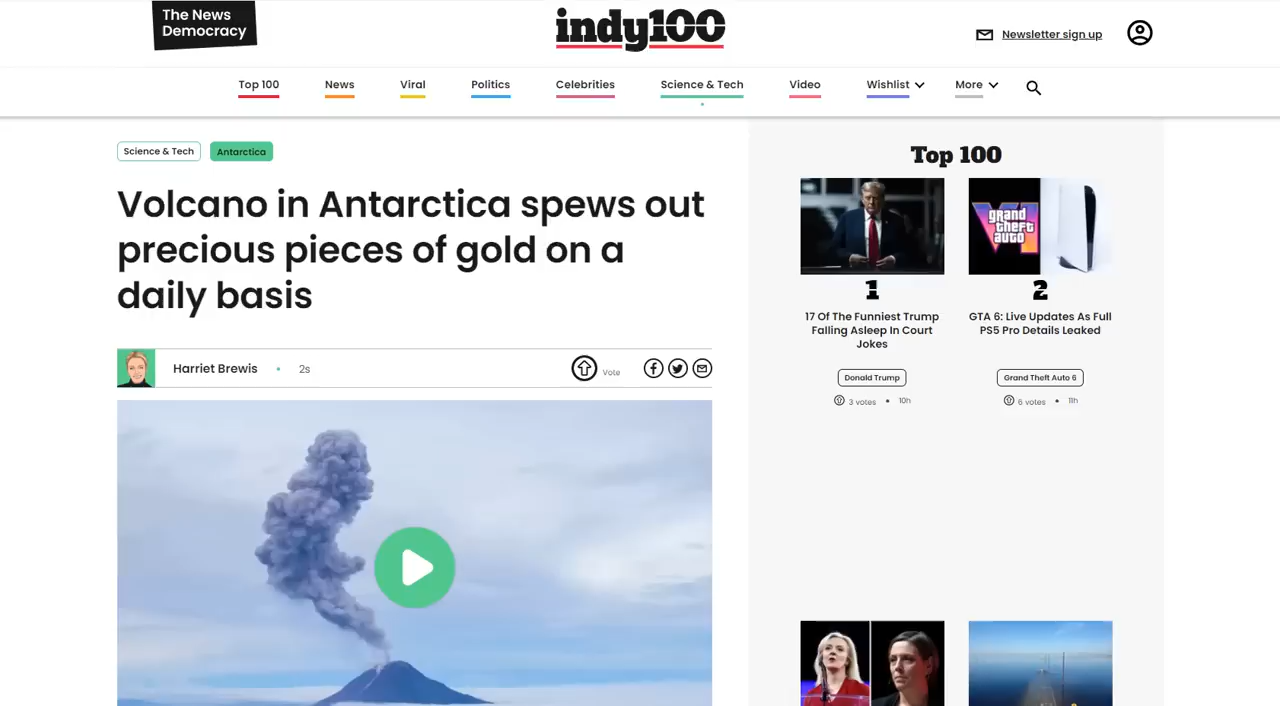 The News
Democracy
indy100
Newsletter sign up
Top 100
News
Viral
Politics
Celebrities
Science & Tech
Video
Wishlist
More
Science & Tech
Antarctica
Volcano in Antarctica spews out
precious pieces of gold on a
daily basis
Harriet Brewis • 2s
Vote
Top 100
grand
theft
auto
1
17 Of The Funniest Trump
Falling Asleep In Court
Jokes
Donald Trump
3 votes • 10h
2
GTA 6: Live Updates As Full
PS5 Pro Details Leaked
Grand Theft Auto 6
6 votes • 11h